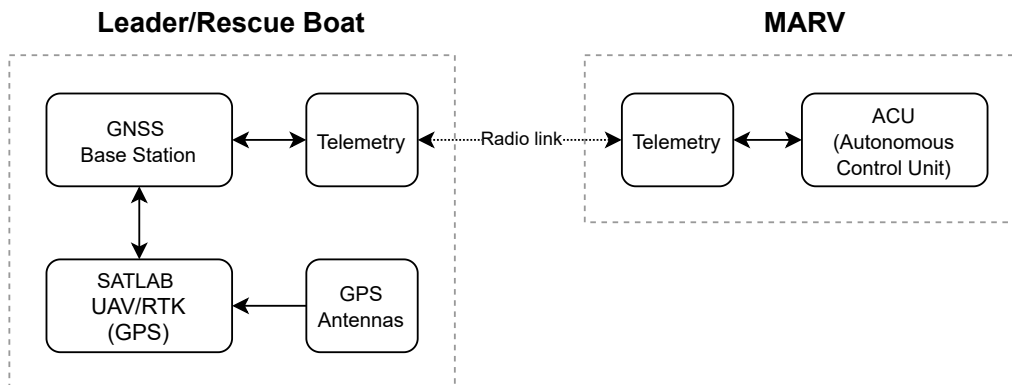 Leader/Rescue Boat
MARV
GNSS
Base Station
Telemetry
Radio link
Telemetry
ACU
(Autonomous
Control Unit)
SATLAB
UAV/RTK
(GPS)
GPS
Antennas